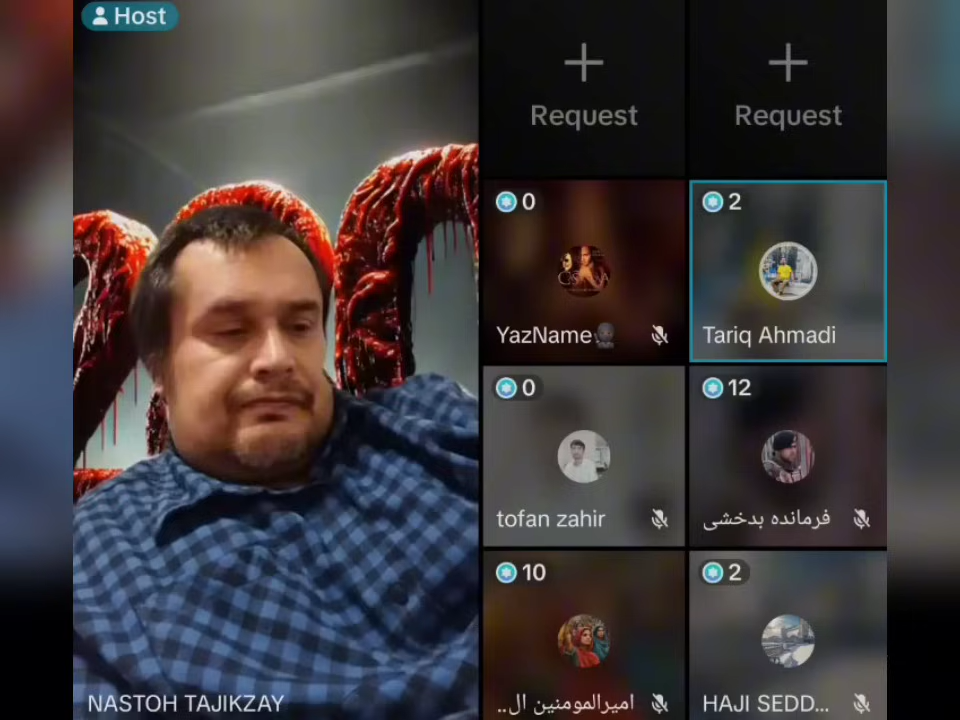 Host
Request
Request
0
2
YazName
Tariq Ahmadi
0
12
tofan zahir
فرمانده بدخشی
10
2
امیرالمومنین ال..
HAJI SEDD...
NASTOH TAJIKZAY